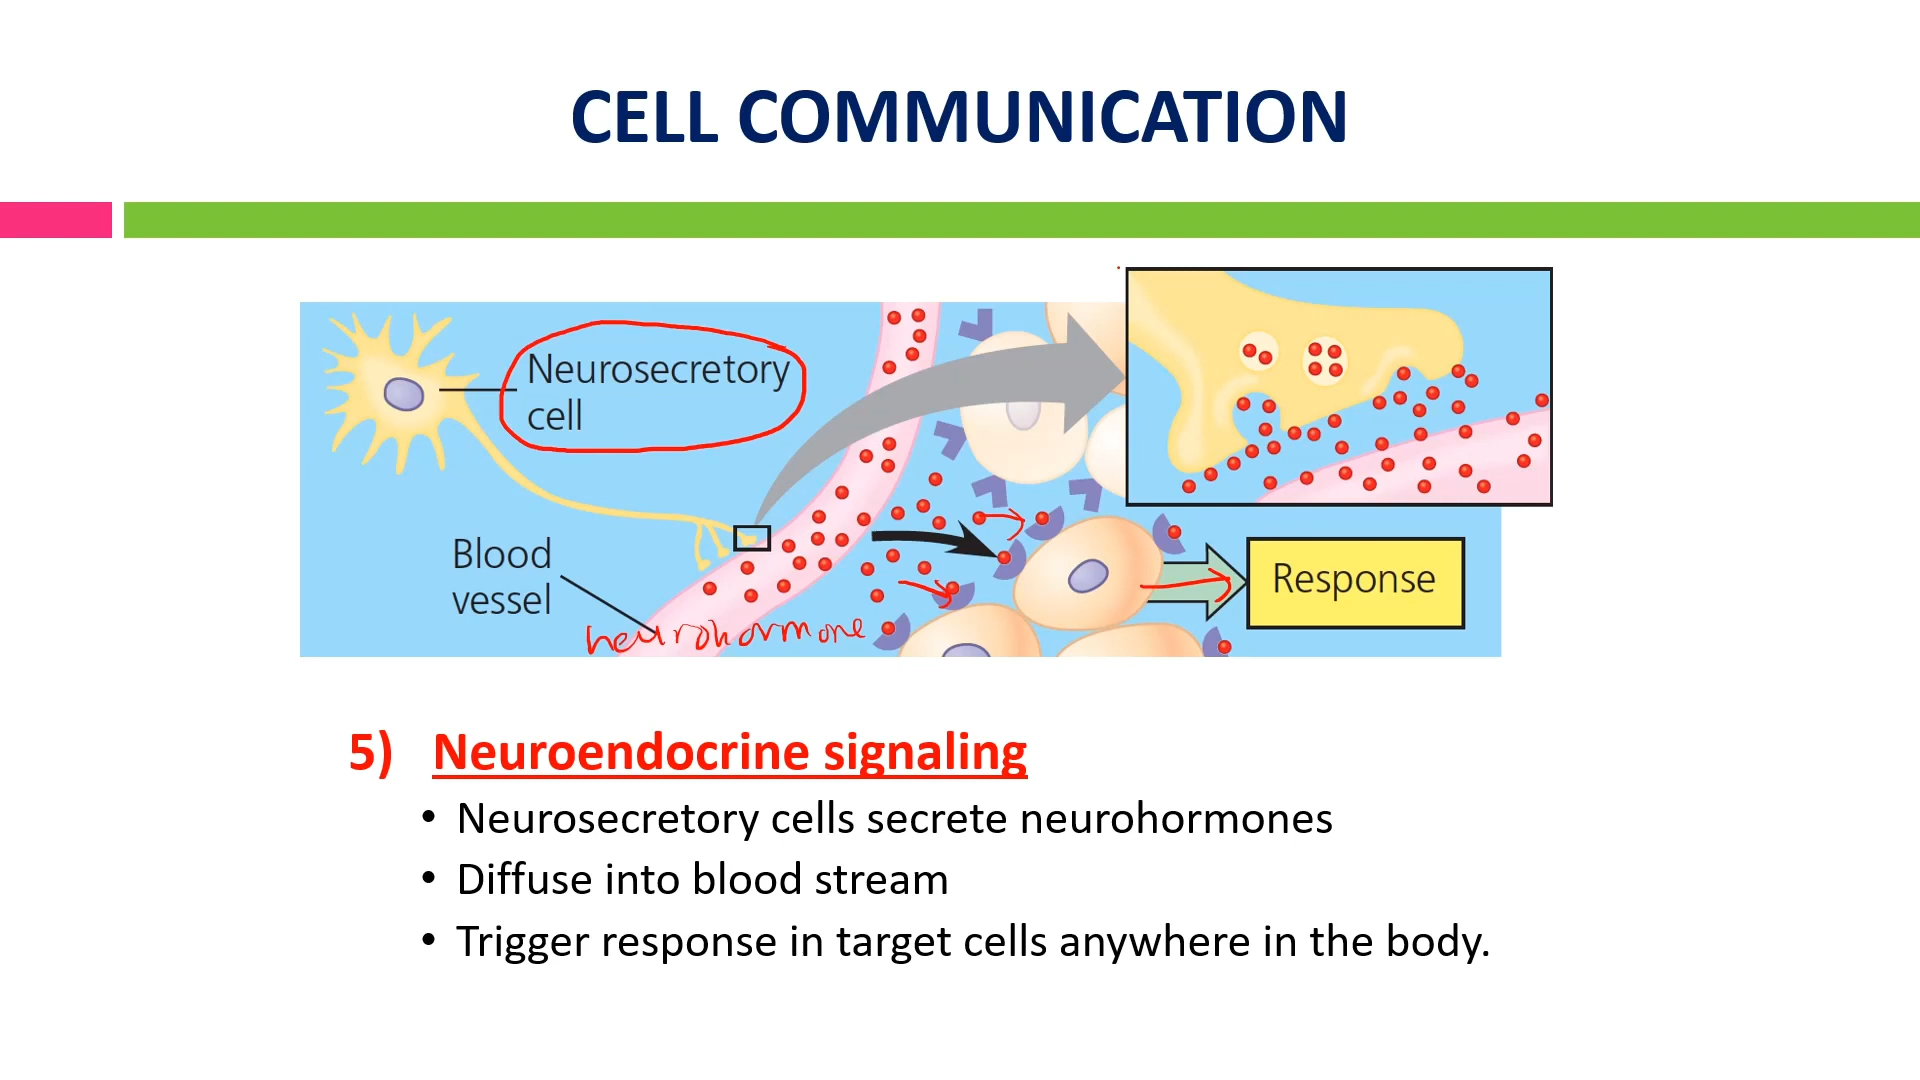 CELL COMMUNICATION
Neurosecretory
cell
Blood
vessel
neurohormone
Response
5) Neuroendocrine signaling
• Neurosecretory cells secrete neurohormones
• Diffuse into blood stream
• Trigger response in target cells anywhere in the body.